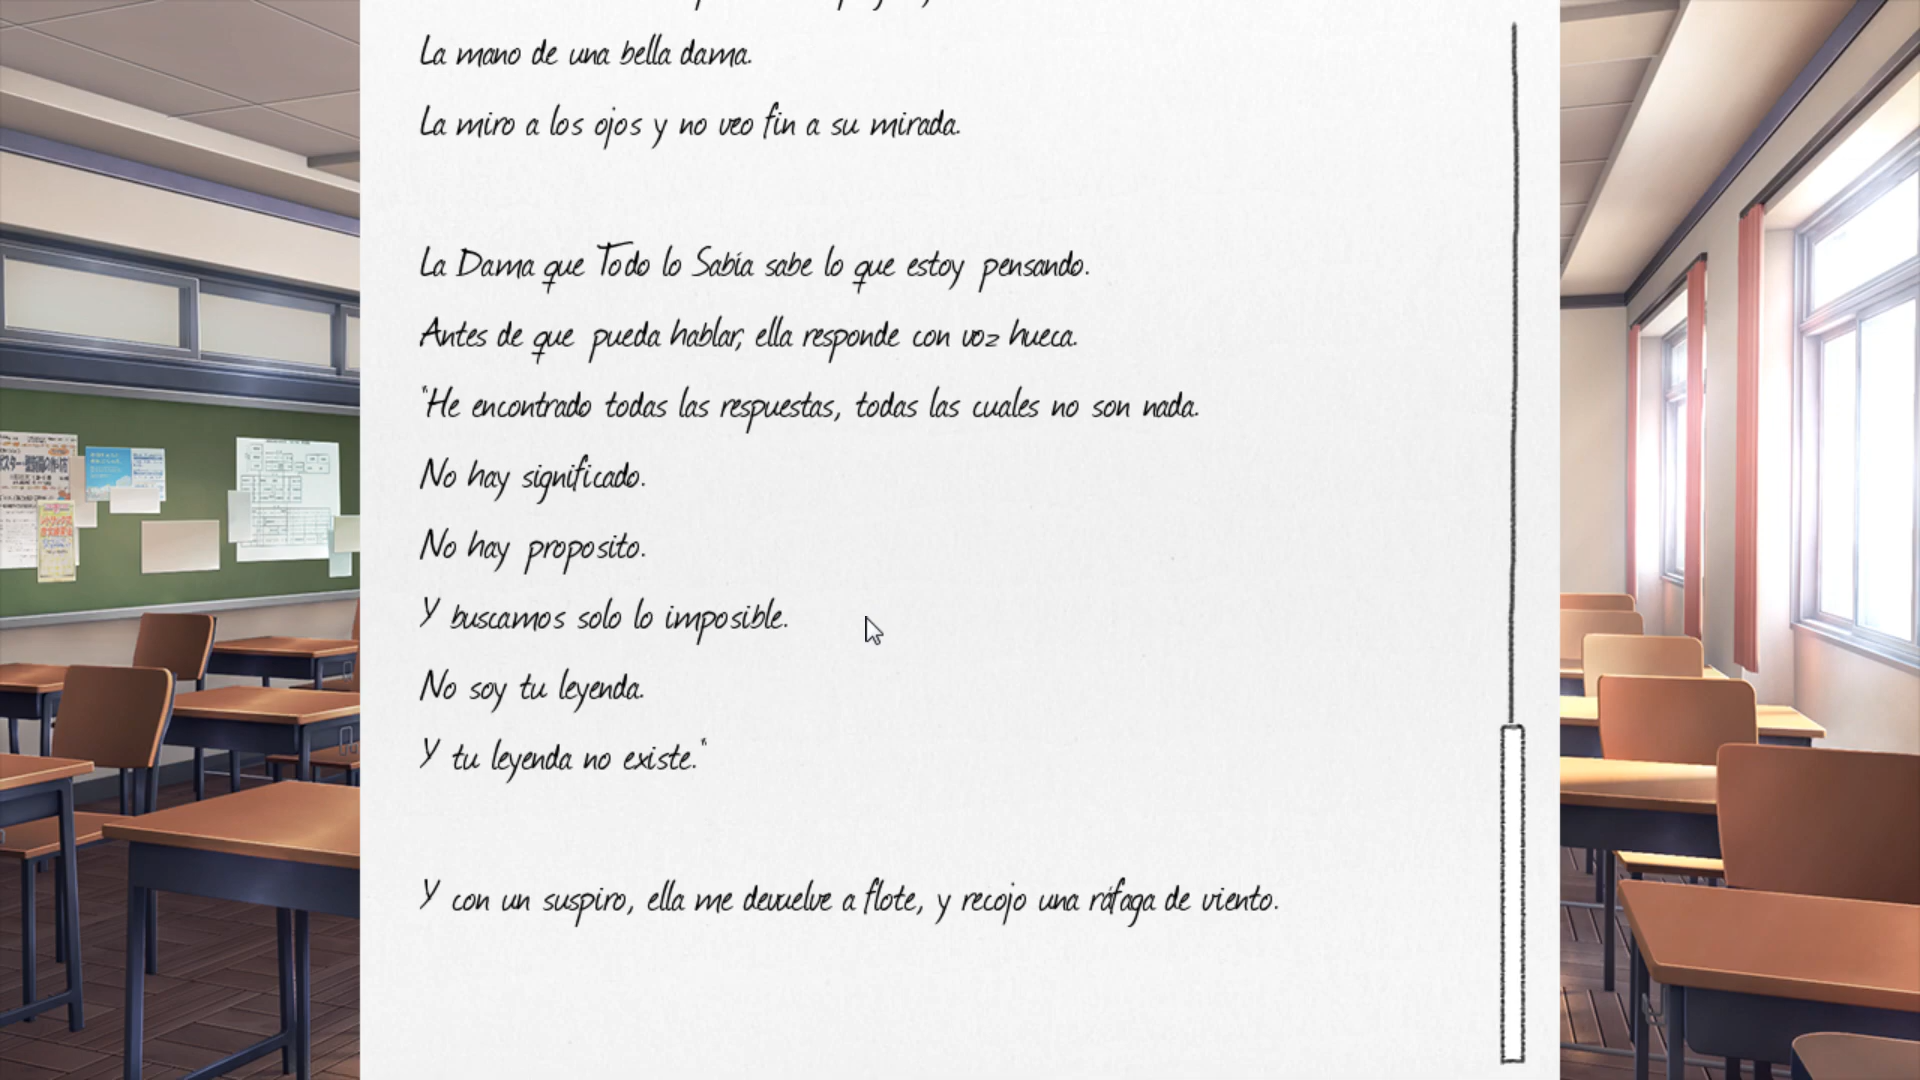 La mano de una bella dama.
La miro a los ojos y no veo fin a su mirada.
La Dama que Todo lo Sabía sabe lo que estoy pensando.
Antes de que pueda hablar, ella responde con voz hueca.
"He encontrado todas las respuestas, todas las cuales no son nada.
No hay significado.
No hay proposito.
Y buscamos solo lo imposible.
No soy tu leyenda.
Y tu leyenda no existe."
Y con un suspiro, ella me devuelve a flote, y recojo una ráfaga de viento.